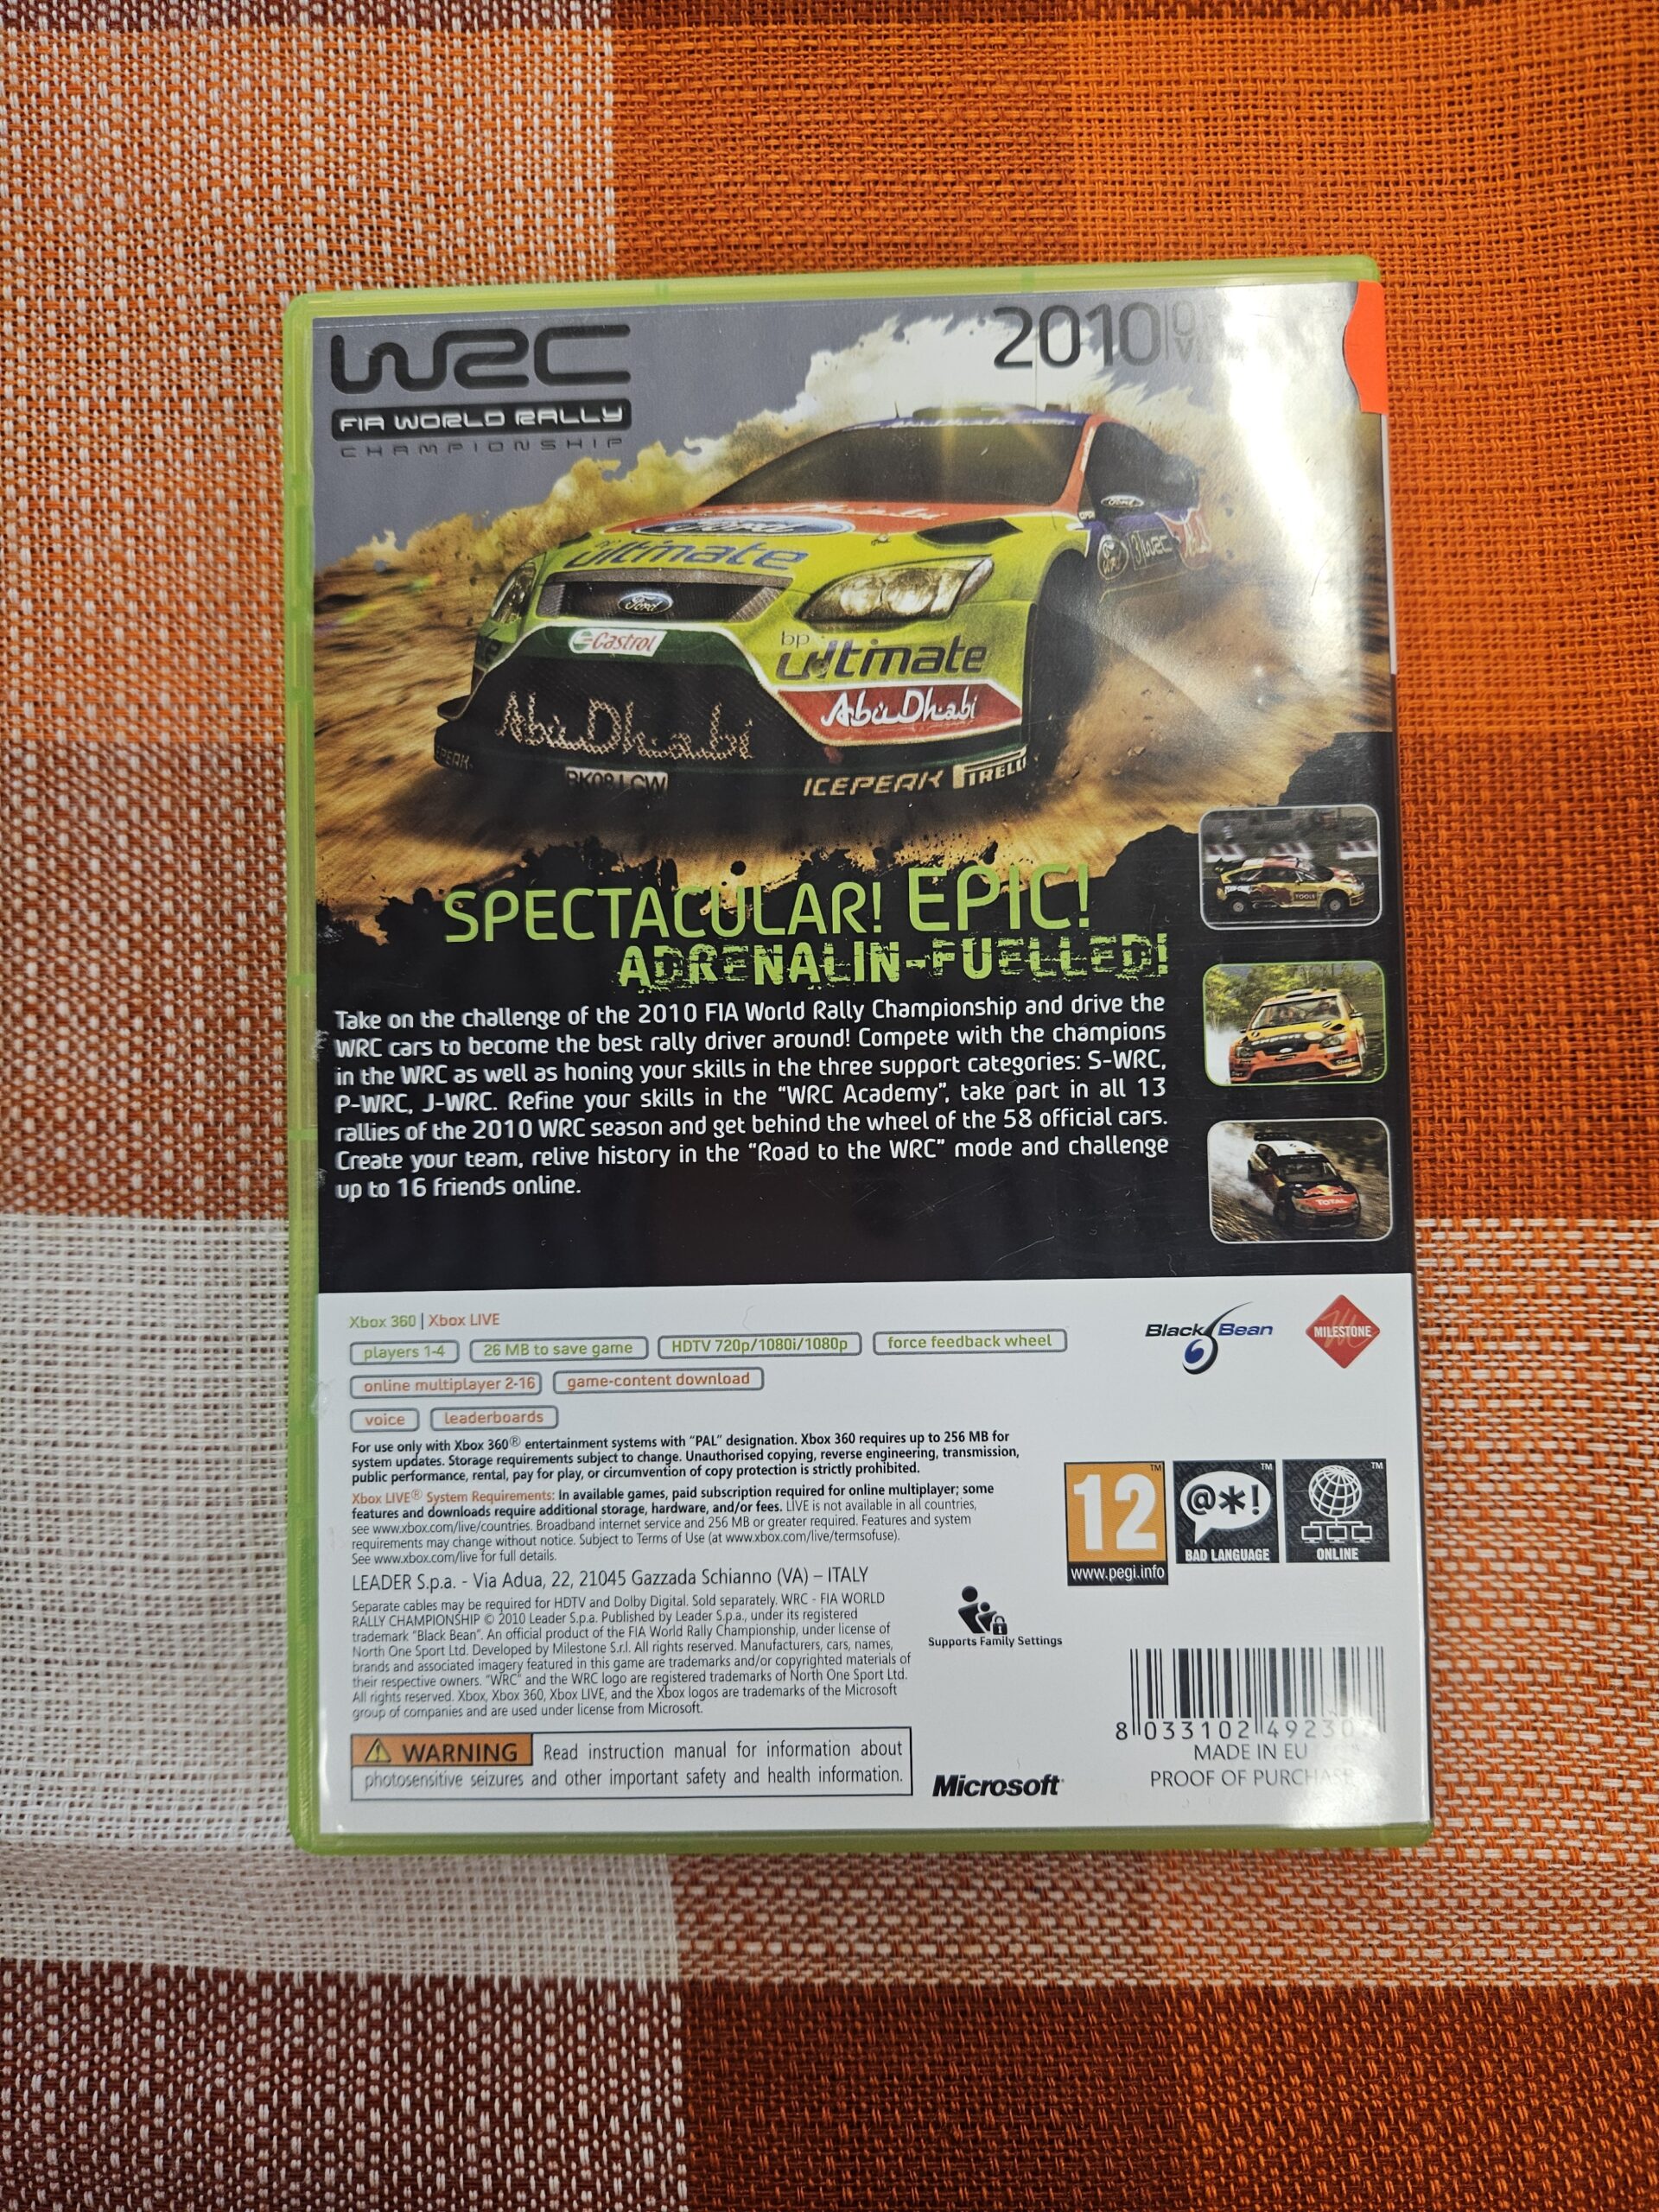 WRC
FIA WORLD RALLY
CHAMPIONSHIP
2010
Ford
ultimate
Ford
Castrol
bp
ultimate
Abu Dhabi
Abu Dhabi
ICEPEAK PIRELLI
Ford
WRC
SPECTACULAR! EPIC!
ADRENALIN-FUELLED!
Take on the challenge of the 2010 FIA World Rally Championship and drive the
WRC cars to become the best rally driver around! Compete with the champions
in the WRC as well as honing your skills in the three support categories: S-WRC,
P-WRC, J-WRC. Refine your skills in the “WRC Academy”, take part in all 13
rallies of the 2010 WRC season and get behind the wheel of the 58 official cars.
Create your team, relive history in the “Road to the WRC” mode and challenge
up to 16 friends online.
TOTAL
Xbox 360 | Xbox LIVE
players 1-4 26 MB to save game HDTV 720p/1080i/1080p force feedback wheel
online multiplayer 2-16 game-content download
voice leaderboards
Black Bean
MILESTONE
For use only with Xbox 360® entertainment systems with “PAL” designation. Xbox 360 requires up to 256 MB for
system updates. Storage requirements subject to change. Unauthorised copying, reverse engineering, transmission,
public performance, rental, pay for play, or circumvention of copy protection is strictly prohibited.
Xbox LIVE® System Requirements: In available games, paid subscription required for online multiplayer; some
features and downloads require additional storage, hardware, and/or fees. LIVE is not available in all countries,
see www.xbox.com/live/countries. Broadband internet service and 256 MB or greater required. Features and system
requirements may change without notice. Subject to Terms of Use (at www.xbox.com/live/termsofuse).
See www.xbox.com/live for full details.
LEADER S.p.a. - Via Adua, 22, 21045 Gazzada Schianno (VA) – ITALY
Separate cables may be required for HDTV and Dolby Digital. Sold separately. WRC - FIA WORLD
RALLY CHAMPIONSHIP © 2010 Leader S.p.a. Published by Leader S.p.a., under its registered
trademark “Black Bean”. An official product of the FIA World Rally Championship, under license of
North One Sport Ltd. Developed by Milestone S.r.l. All rights reserved. Manufacturers, cars, names,
brands and associated imagery featured in this game are trademarks and/or copyrighted materials of
their respective owners. “WRC” and the WRC logo are registered trademarks of North One Sport Ltd.
All rights reserved. Xbox, Xbox 360, Xbox LIVE, and the Xbox logos are trademarks of the Microsoft
group of companies and are used under license from Microsoft.
WARNING Read instruction manual for information about
photosensitive seizures and other important safety and health information.
Supports Family Settings
Microsoft
12™
www.pegi.info
@*!™
BAD LANGUAGE
™
ONLINE
8 033102 49230
MADE IN EU
PROOF OF PURCHASE